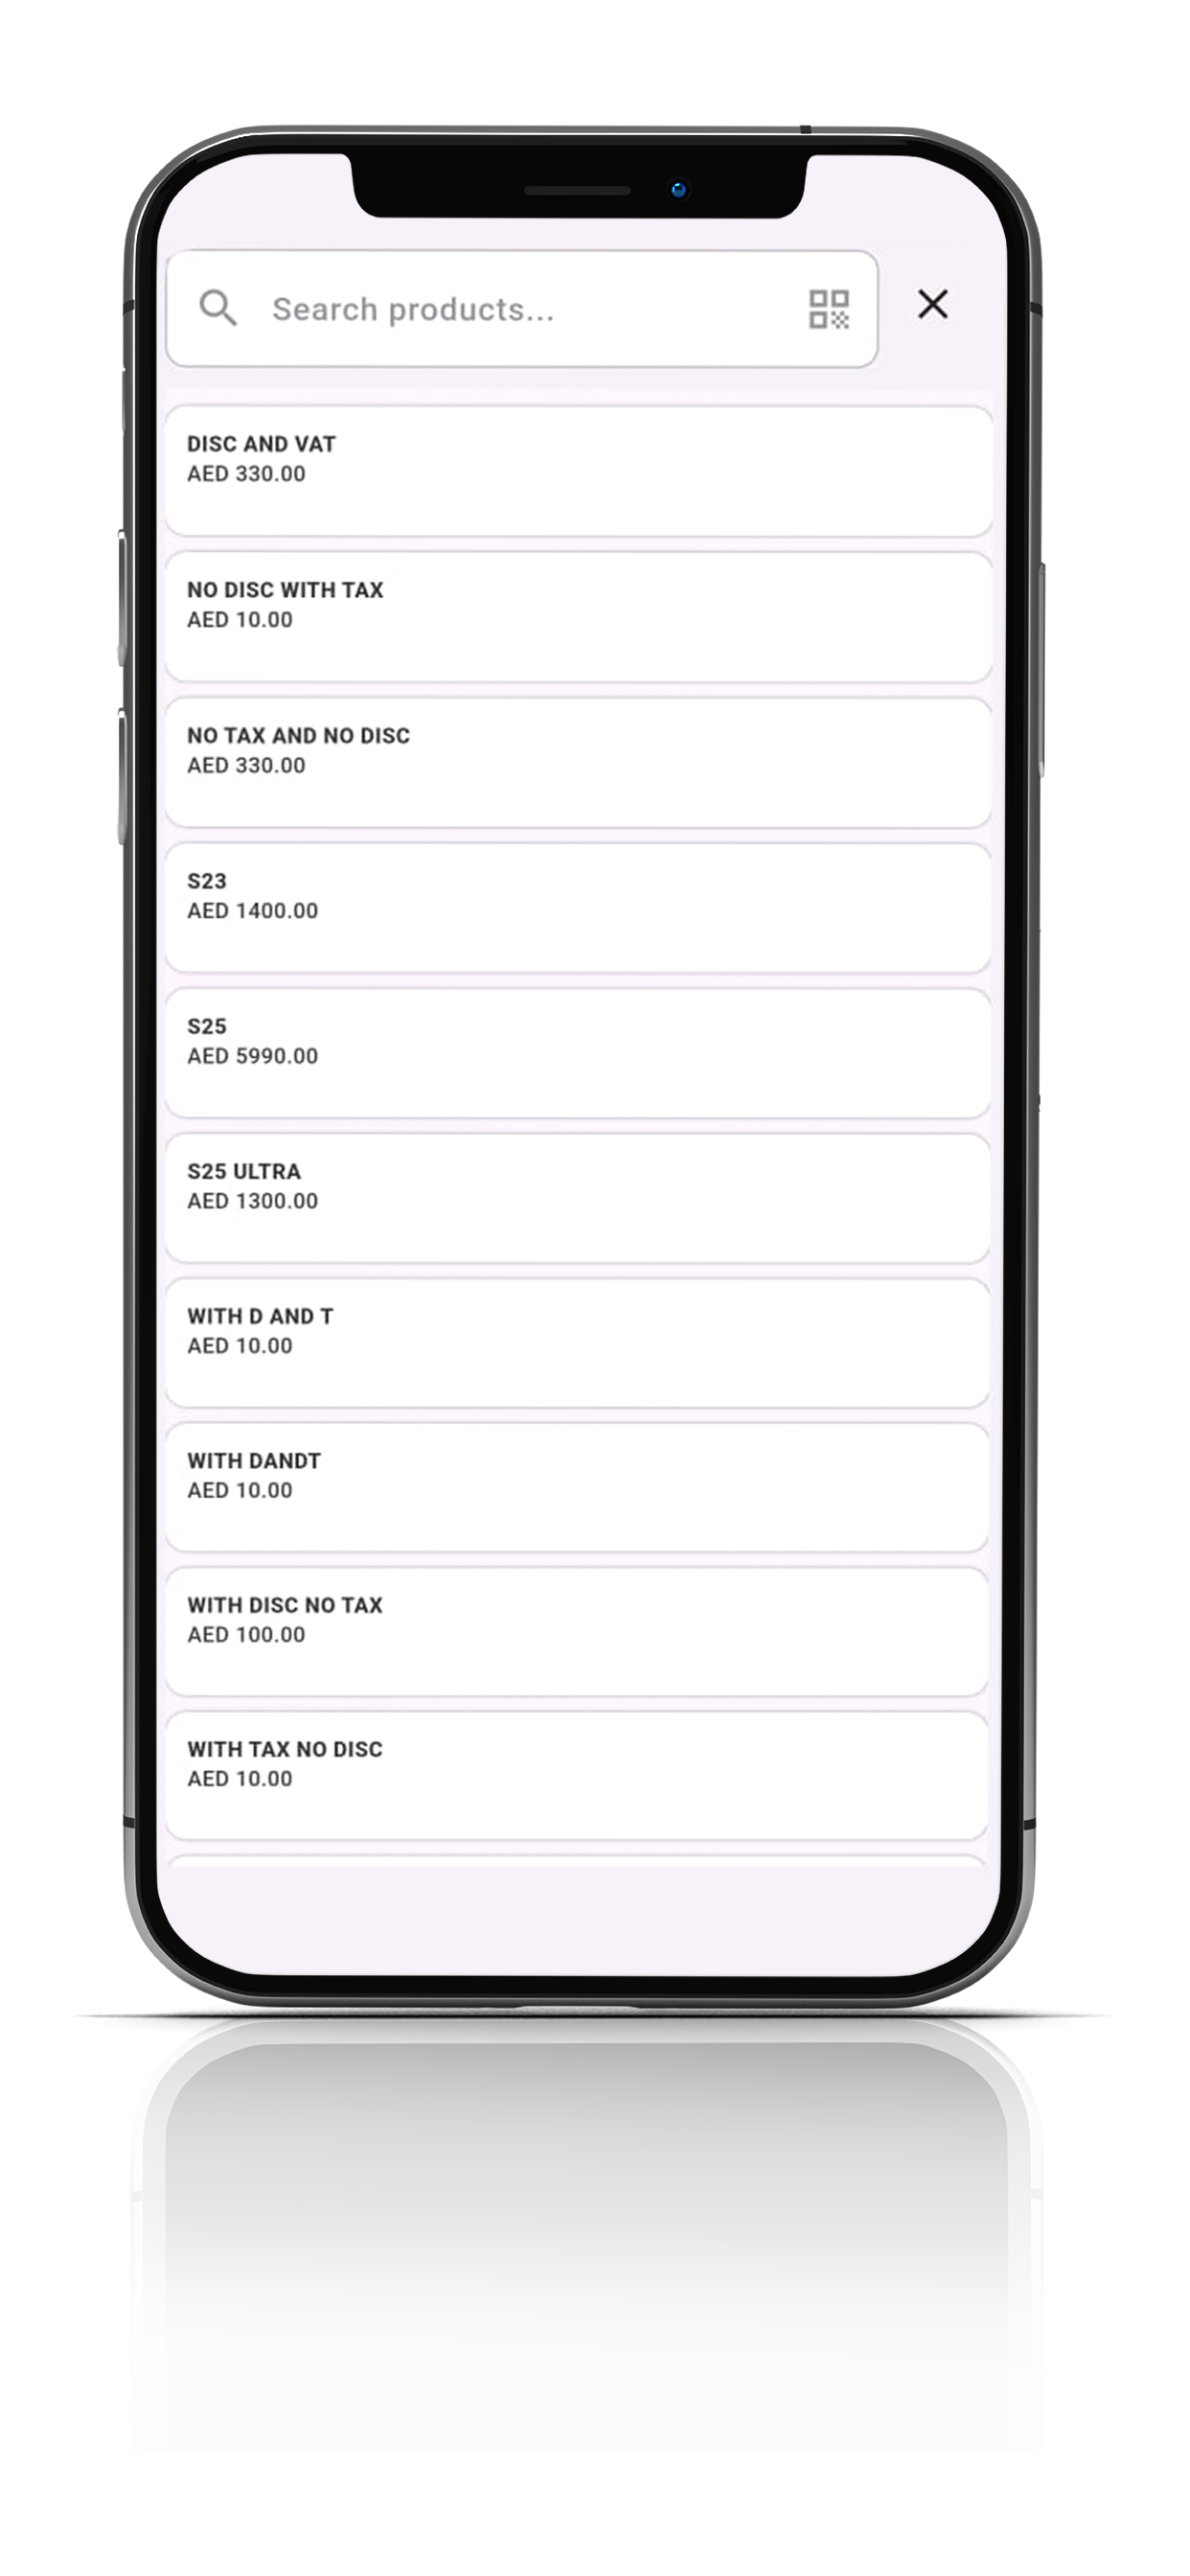 Search products...
DISC AND VAT
AED 330.00
NO DISC WITH TAX
AED 10.00
NO TAX AND NO DISC
AED 330.00
S23
AED 1400.00
S25
AED 5990.00
S25 ULTRA
AED 1300.00
WITH D AND T
AED 10.00
WITH DANDT
AED 10.00
WITH DISC NO TAX
AED 100.00
WITH TAX NO DISC
AED 10.00